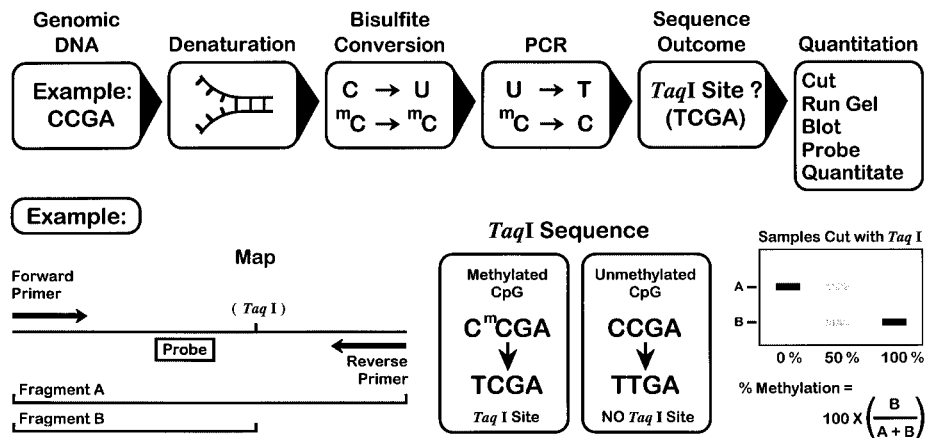 Genomic
DNA
Denaturation
Bisulfite
Conversion
PCR
Sequence
Outcome
Quantitation
Example:
CCGA
C → U
mC → mC
U → T
mC → C
TaqI Site ?
(TCGA)
Cut
Run Gel
Blot
Probe
Quantitate
Example:
Map
Forward
Primer
( Taq I )
Probe
Reverse
Primer
Fragment A
Fragment B
TaqI Sequence
Methylated
CpG
CmCGA
TCGA
Taq I Site
Unmethylated
CpG
CCGA
TTGA
NO Taq I Site
Samples Cut with Taq I
A
B
0 % 50 % 100 %
% Methylation =
100 X ( B / A + B )